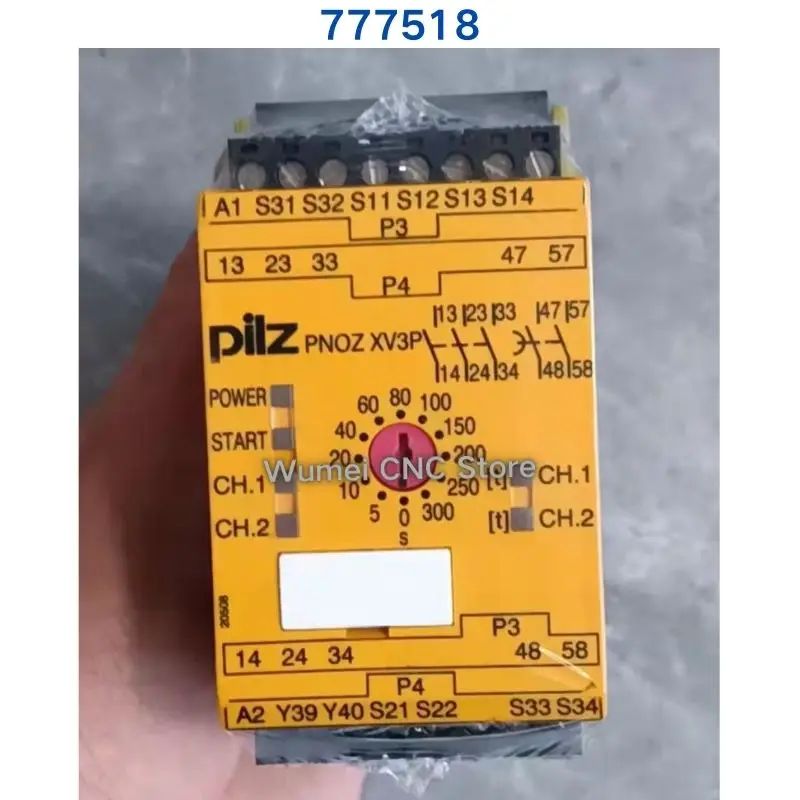 777518
A1 S31 S32 S11 S12 S13 S14
P3
13 23 33 47 57
P4
pilz PNOZ XV3P
13 23 33 47 57
14 24 34 48 58
POWER
START
CH.1
CH.2
0 5 10 20 40 60 80 100 150 200 250 300
s
[t] CH.1
[t] CH.2
Wumei CNC Store
20508
P3
14 24 34 48 58
P4
A2 Y39 Y40 S21 S22 S33 S34